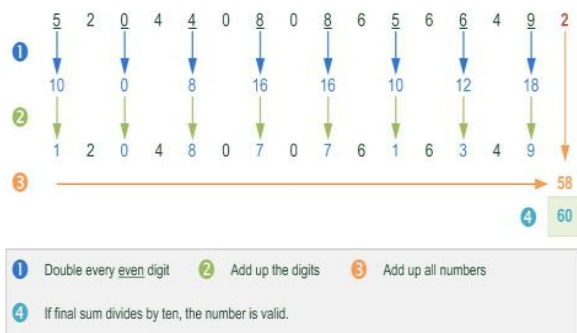 5 2 0 4 4 0 8 0 8 6 5 6 6 4 9 2
1
10 0 8 16 16 10 12 18
2
1 2 0 4 8 0 7 0 7 6 1 6 3 4 9
3 58
4 60
1 Double every even digit 2 Add up the digits 3 Add up all numbers
4 If final sum divides by ten, the number is valid.